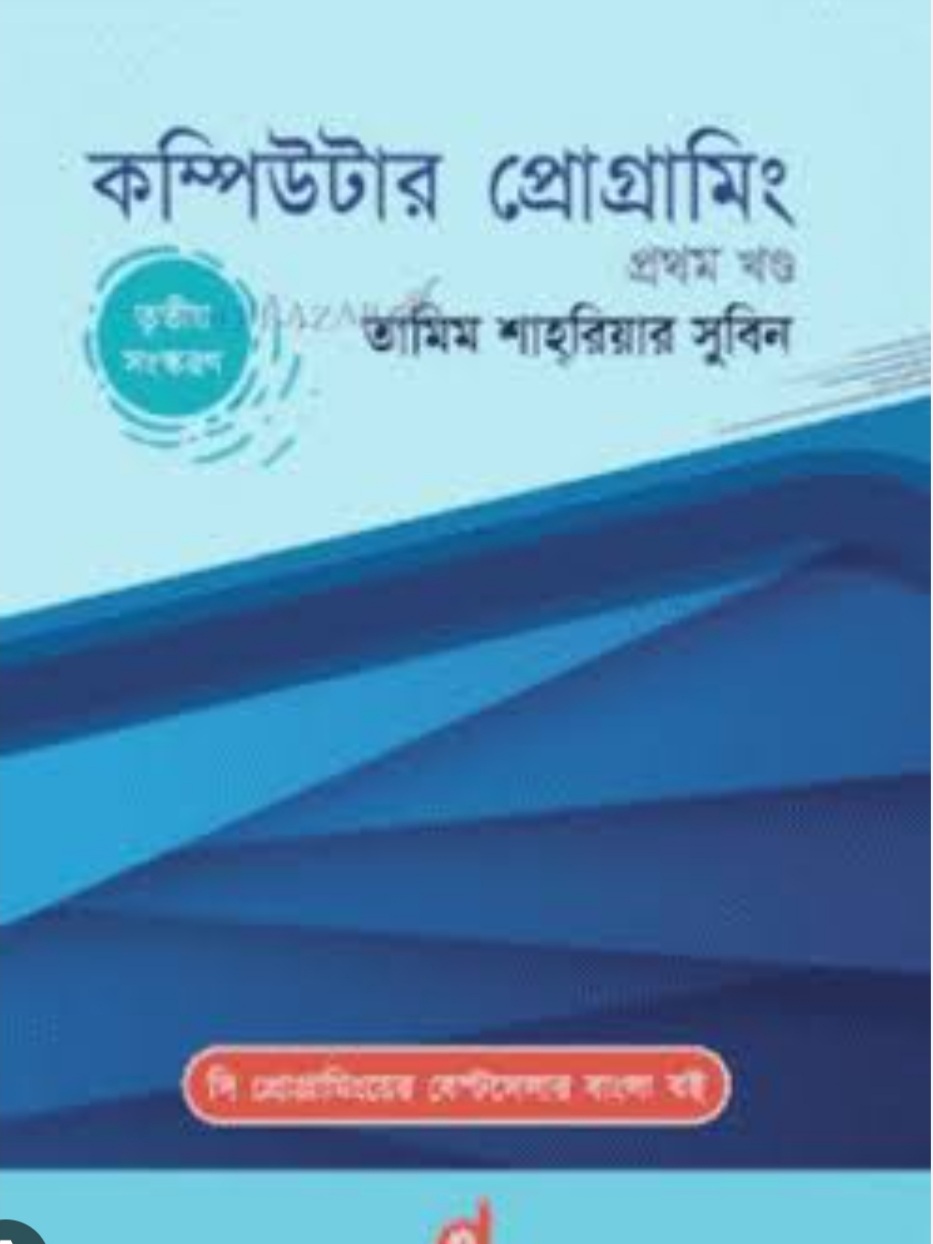 কম্পিউটার প্রোগ্রামিং
প্রথম খণ্ড
তামিম শাহ্‌রিয়ার সুবিন
তৃতীয়
সংস্করণ
সি প্রোগ্রামিংয়ের বেস্টসেলার বাংলা বই